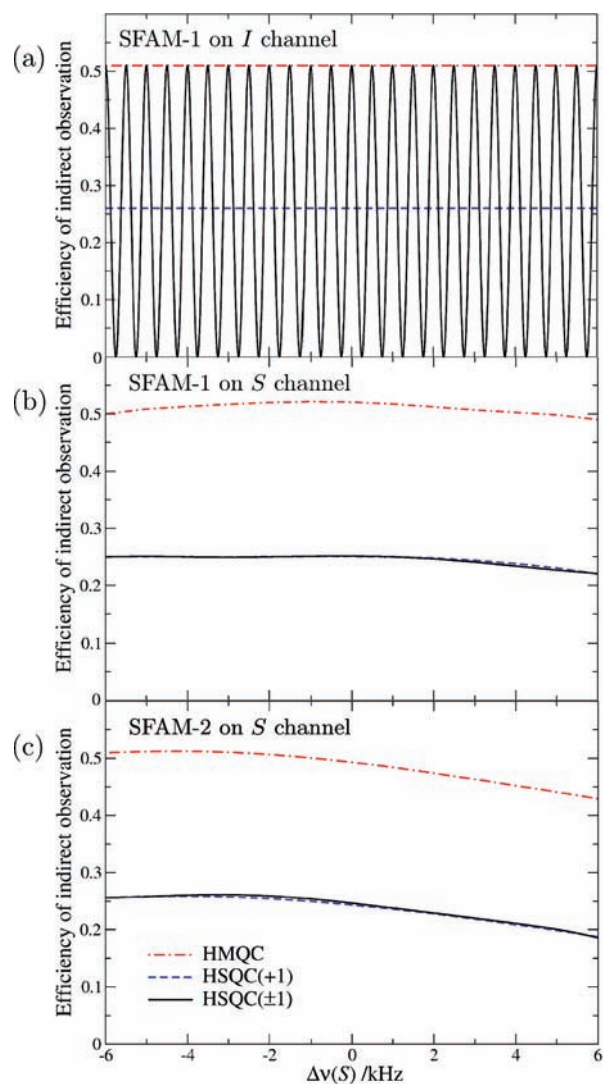 (a)
SFAM-1 on I channel
Efficiency of indirect observation
0.5
0.4
0.3
0.2
0.1
0
(b)
SFAM-1 on S channel
Efficiency of indirect observation
0.5
0.4
0.3
0.2
0.1
0
(c)
SFAM-2 on S channel
Efficiency of indirect observation
0.5
0.4
0.3
0.2
0.1
0
HMQC
HSQC(+1)
HSQC(±1)
-6 -4 -2 0 2 4 6
Δν(S) /kHz